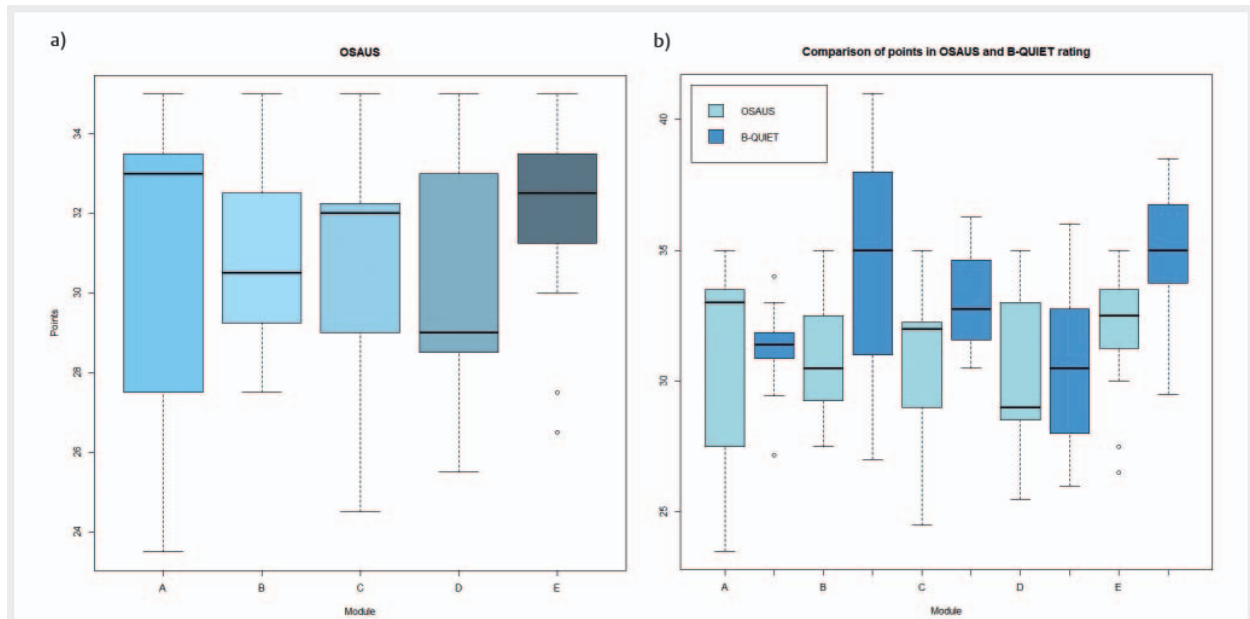 a)
OSAUS
Points
34
32
30
28
26
24
A B C D E
Module
b)
Comparison of points in OSAUS and B-QUIET rating
OSAUS
B-QUIET
40
35
30
25
A B C D E
Module